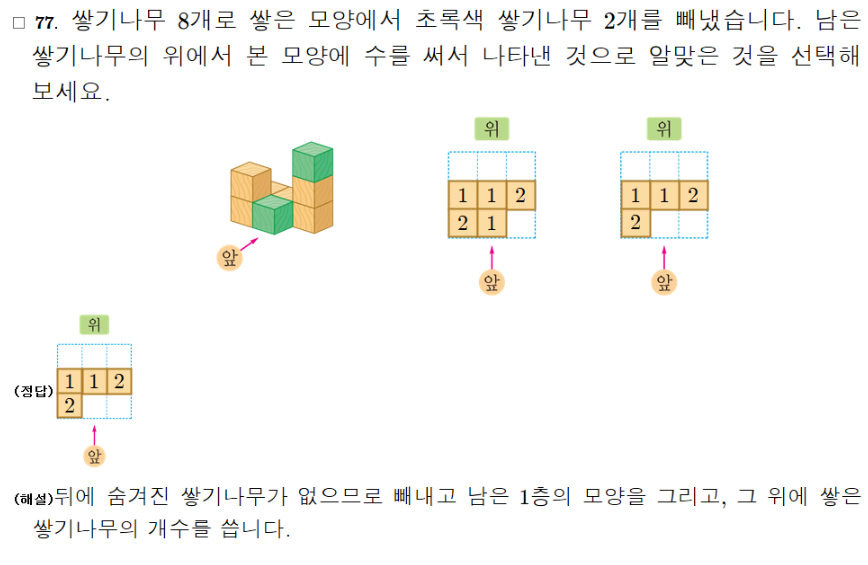 □ 77. 쌓기나무 8개로 쌓은 모양에서 초록색 쌓기나무 2개를 빼냈습니다. 남은
쌓기나무의 위에서 본 모양에 수를 써서 나타낸 것으로 알맞은 것을 선택해
보세요.
위 위
1 1 2 1 1 2
2 1 2
앞 앞 앞
위
(정답) 1 1 2
2
앞
(해설)뒤에 숨겨진 쌓기나무가 없으므로 빼내고 남은 1층의 모양을 그리고, 그 위에 쌓은
쌓기나무의 개수를 씁니다.